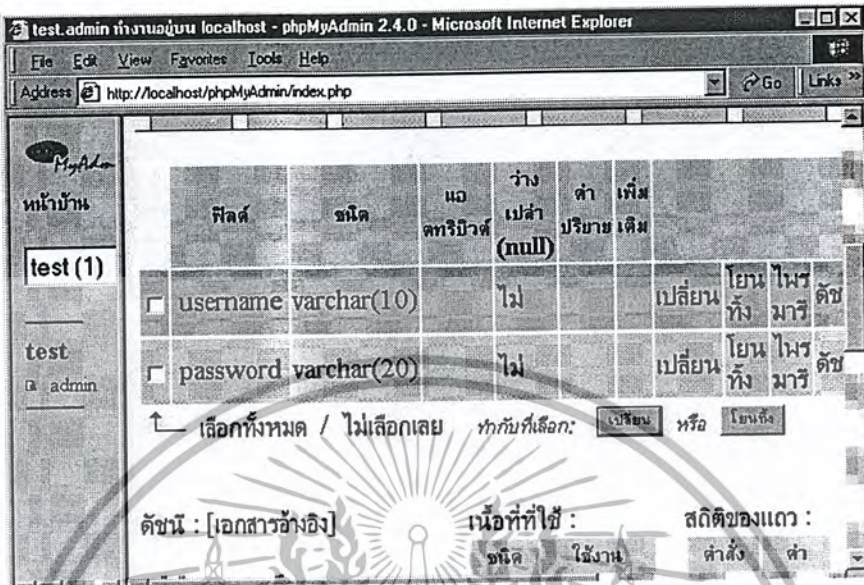 test.admin ทำงานอยู่บน localhost - phpMyAdmin 2.4.0 - Microsoft Internet Explorer
File Edit View Favorites Tools Help
Address http://localhost/phpMyAdmin/index.php Go Links »
MyAdm
หน้าบ้าน
test (1)
test
admin
ฟิลด์ ชนิด แอตทริบิวต์ ว่างเปล่า (null) ค่าปริยาย เพิ่มเติม
username varchar(10) ไม่ เปลี่ยน โยนทิ้ง ไพรมารี ดัช
password varchar(20) ไม่ เปลี่ยน โยนทิ้ง ไพรมารี ดัช
เลือกทั้งหมด / ไม่เลือกเลย ทำกับที่เลือก: เปลี่ยน หรือ โยนทิ้ง
ดัชนี : [เอกสารอ้างอิง] เนื้อที่ที่ใช้ : สถิติของแถว :
ชนิด ใช้งาน คำสั่ง ค่า